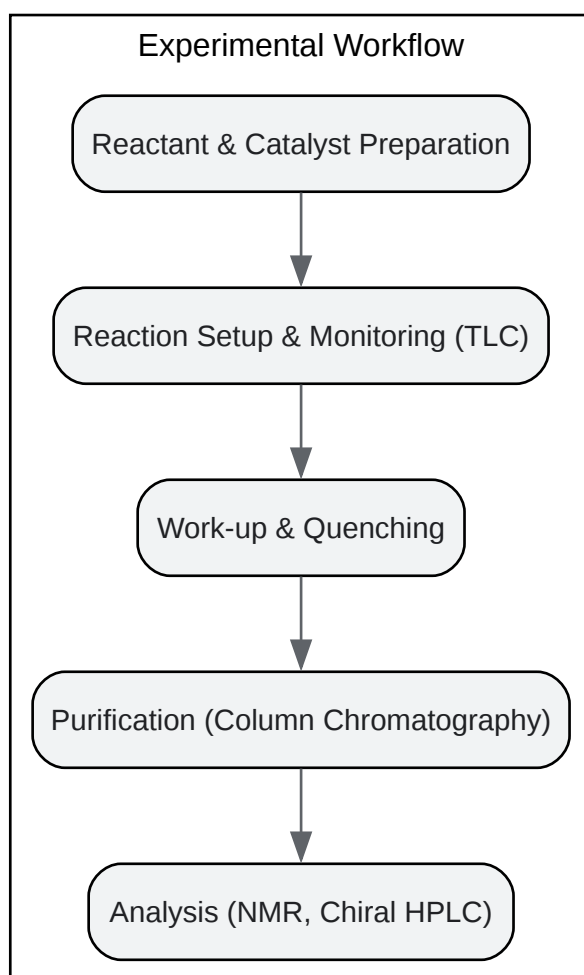 Experimental Workflow
Reactant & Catalyst Preparation
Reaction Setup & Monitoring (TLC)
Work-up & Quenching
Purification (Column Chromatography)
Analysis (NMR, Chiral HPLC)